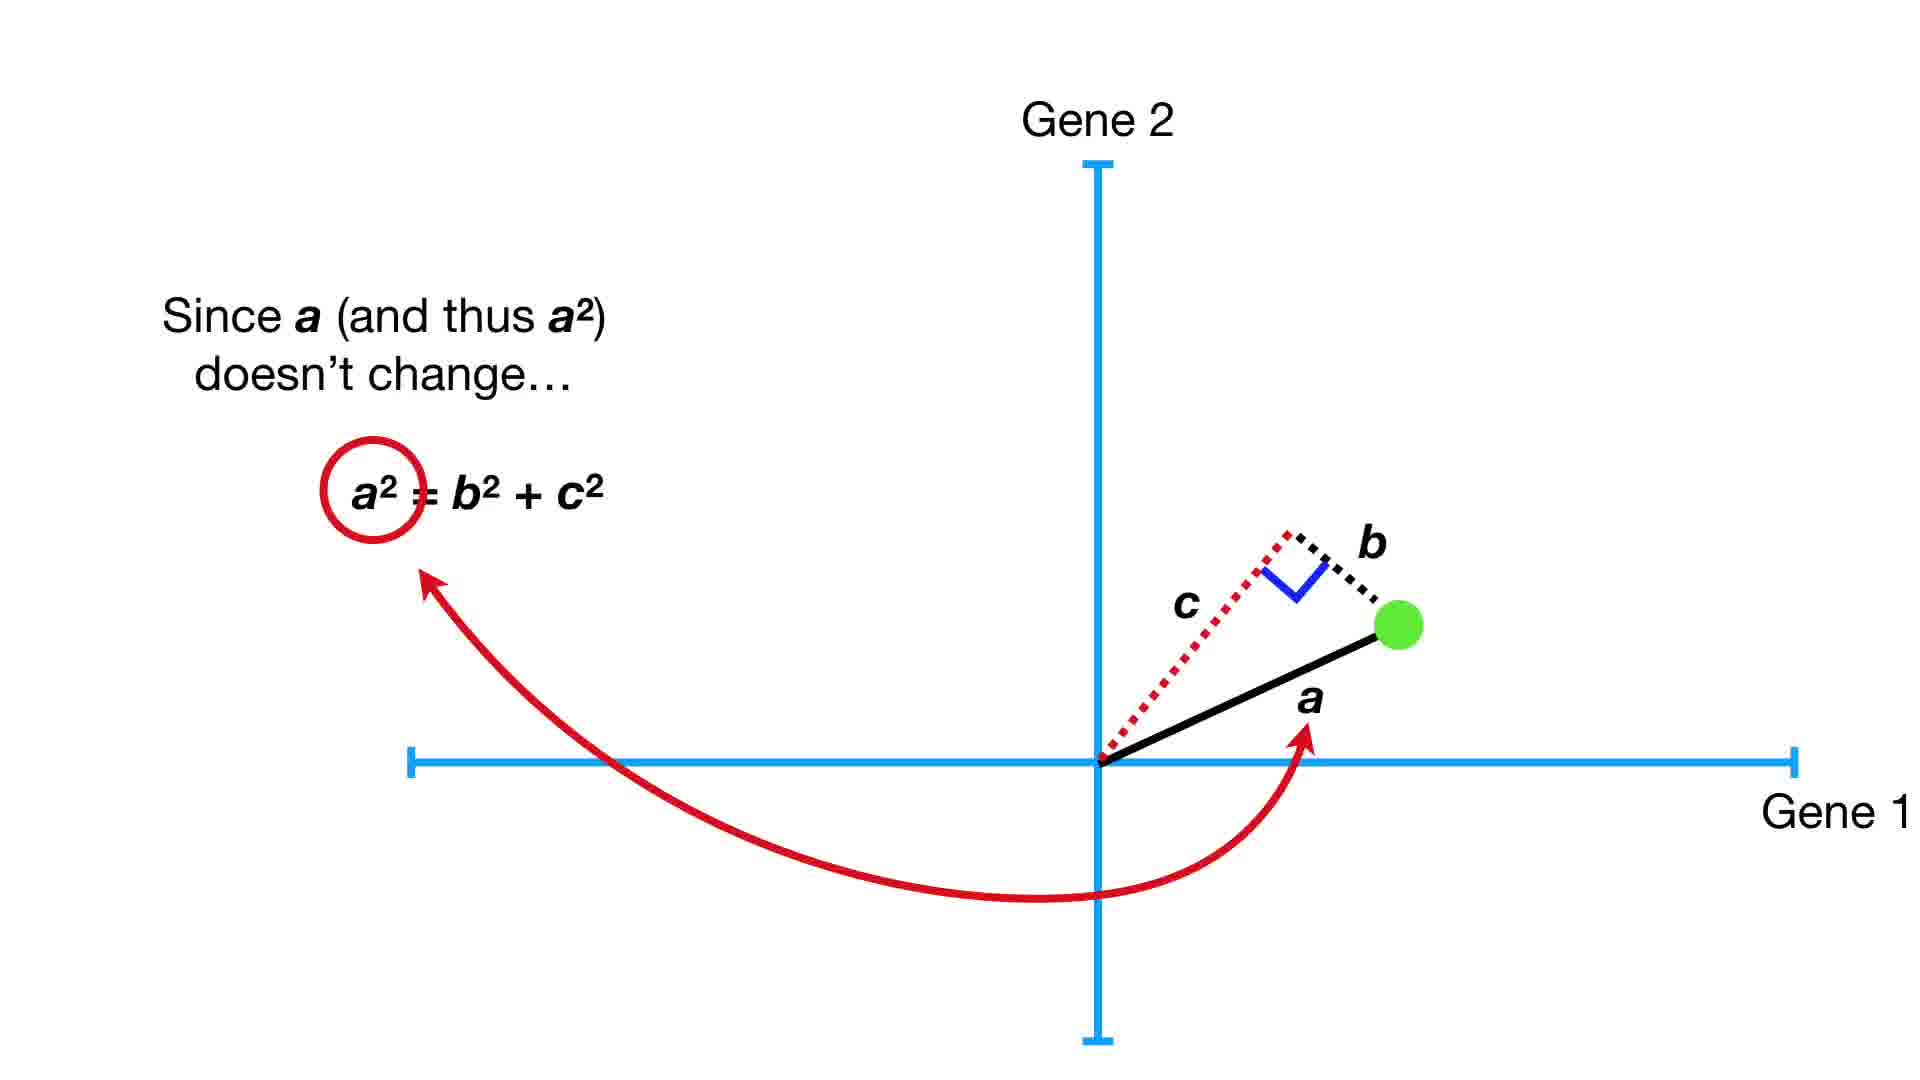 Gene 2
Since a (and thus a²)
doesn’t change…
a² = b² + c²
b
c
a
Gene 1